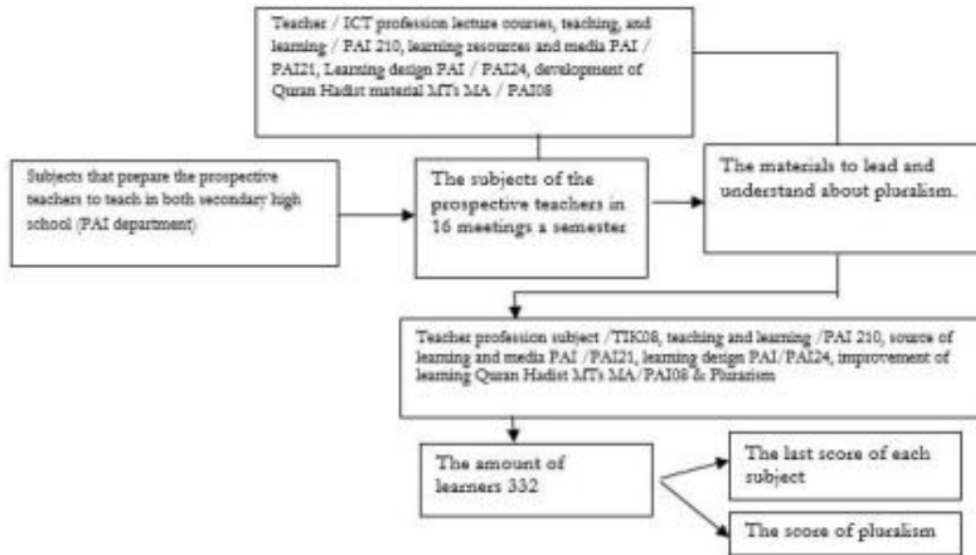 Teacher / ICT profession lecture courses, teaching, and
learning / PAI 210, learning resources and media PAI /
PAI21, Learning design PAI / PAI24, development of
Quran Hadist material MTs MA / PAI08
Subjects that prepare the prospective
teachers to teach in both secondary high
school (PAI department)
The subjects of the
prospective teachers in
16 meetings a semester
The materials to lead and
understand about pluralism.
Teacher profession subject /TIK08, teaching and learning /PAI 210, source of
learning and media PAI /PAI21, learning design PAI/PAI24, improvement of
learning Quran Hadist MTs MA/PAI08 & Plurarism
The amount of
learners 332
The last score of each
subject
The score of pluralism